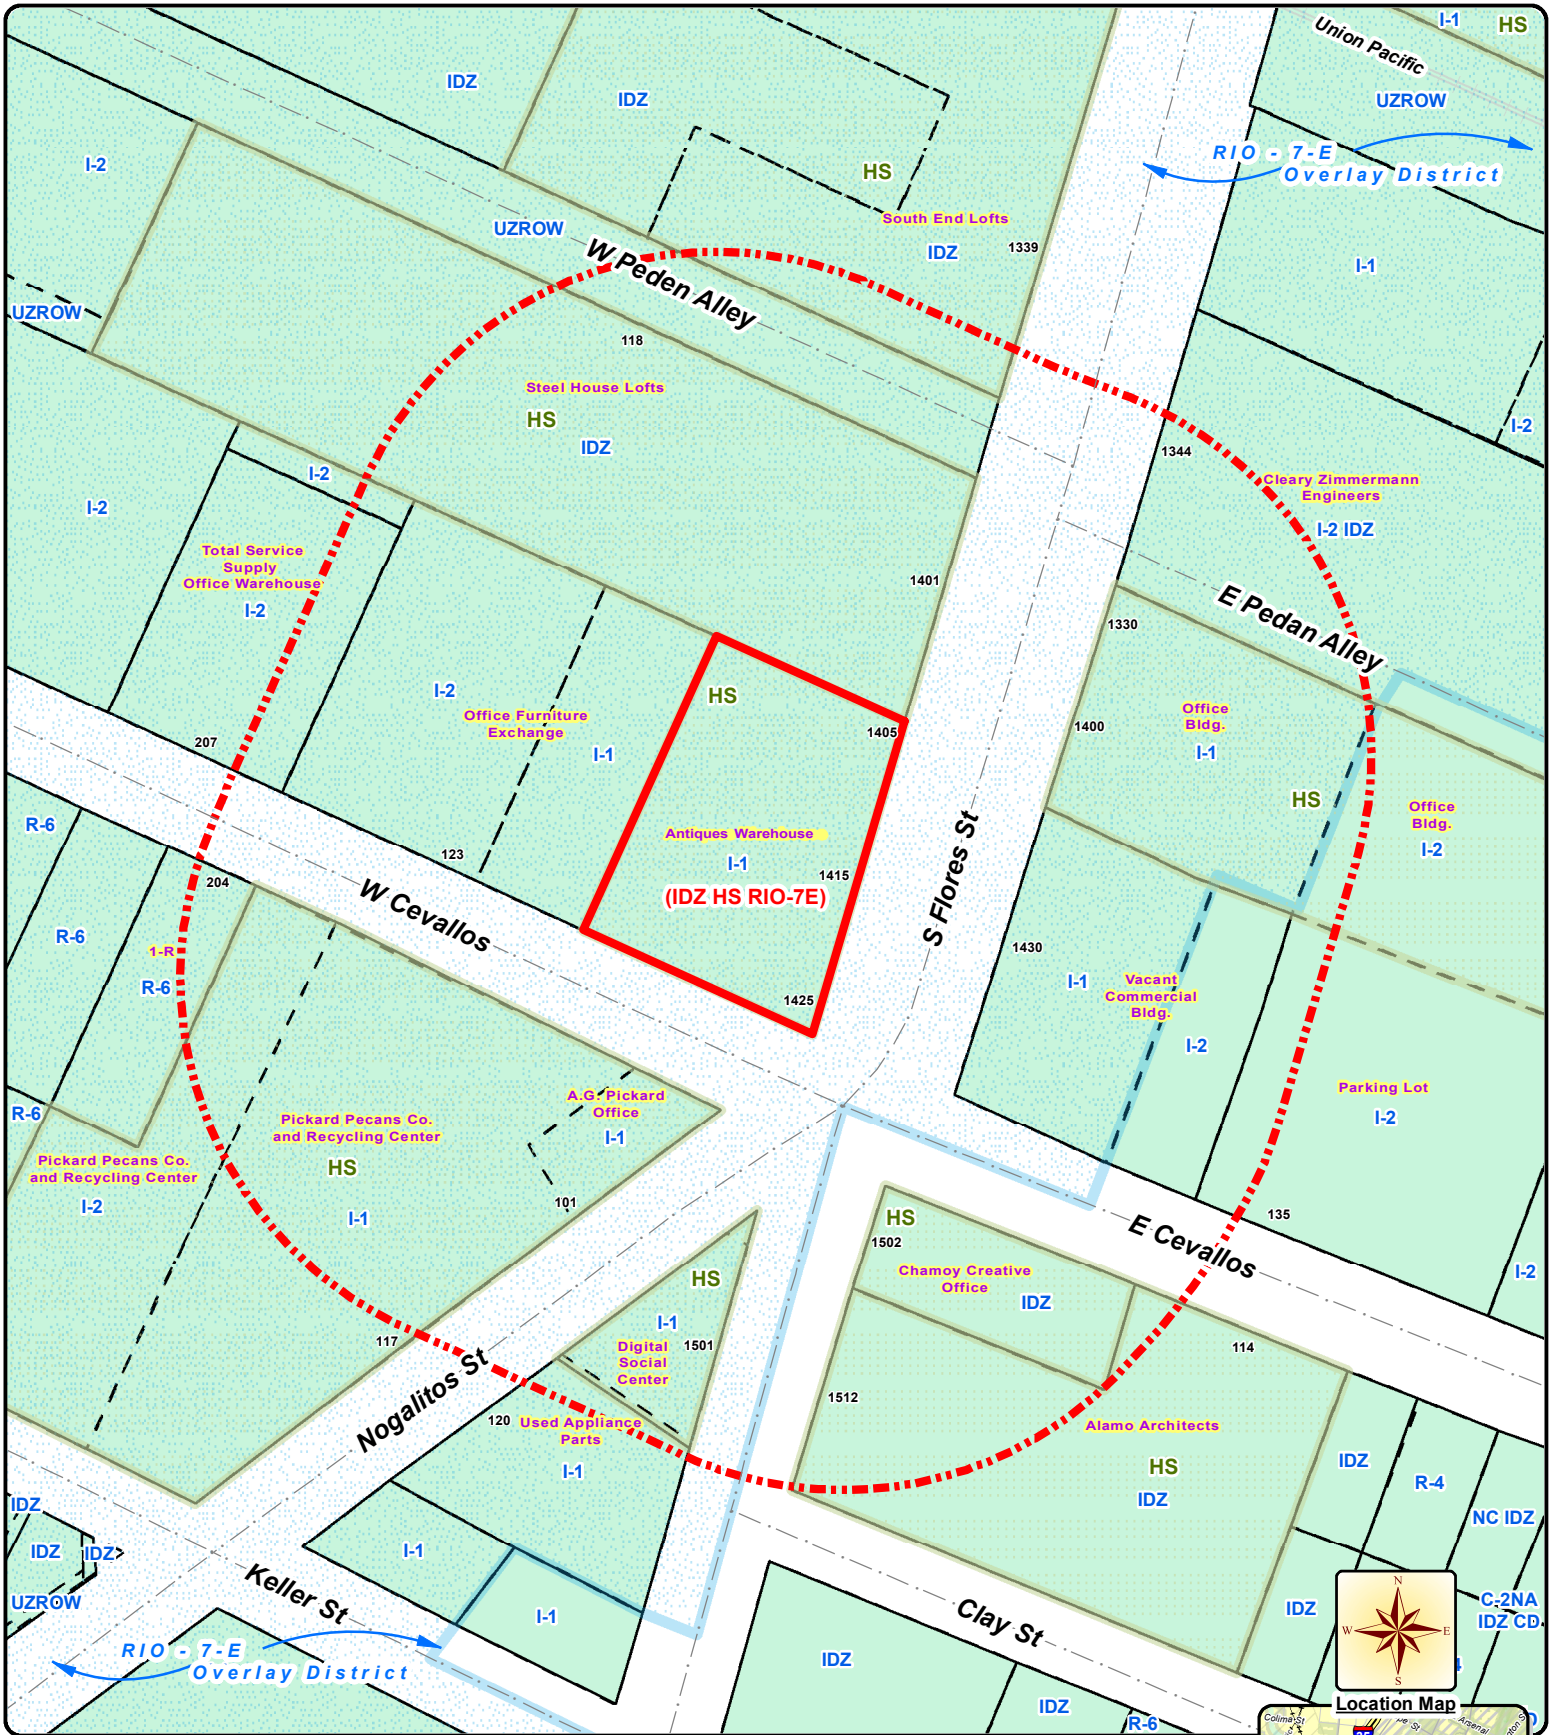 I-1
HS
Union Pacific
IDZ
IDZ
UZROW
I-2
RIO - 7-E
Overlay District
HS
South End Lofts
UZROW
IDZ
1339
W Peden Alley
I-1
UZROW
118
Steel House Lofts
HS
IDZ
I-2
1344
Cleary Zimmermann
Engineers
I-2 IDZ
I-2
I-2
Total Service
Supply
Office Warehouse
I-2
1401
E Pedan Alley
1330
I-2
HS
Office Furniture
Exchange
I-1
1405
1400
Office
Bldg.
I-1
207
HS
Office
Bldg.
I-2
R-6
123
Antiques Warehouse
I-1
1415
(IDZ HS RIO-7E)
S Flores St
204
W Cevallos
R-6
1-R
R-6
1430
I-1
Vacant
Commercial
Bldg.
1425
I-2
R-6
A.G. Pickard
Office
I-1
Parking Lot
I-2
Pickard Pecans Co.
and Recycling Center
HS
Pickard Pecans Co.
and Recycling Center
I-2
I-1
101
HS
1502
135
E Cevallos
Chamoy Creative
Office
IDZ
I-2
HS
I-1
1501
Digital
Social
Center
117
114
Nogalitos St
1512
120
Used Appliance
Parts
I-1
Alamo Architects
HS
IDZ
IDZ
R-4
NC IDZ
IDZ
IDZ
IDZ
UZROW
I-1
Keller St
I-1
Clay St
IDZ
C-2NA
IDZ CD
RIO - 7-E
Overlay District
IDZ
IDZ
R-6
N
W
E
S
Location Map
Colima St